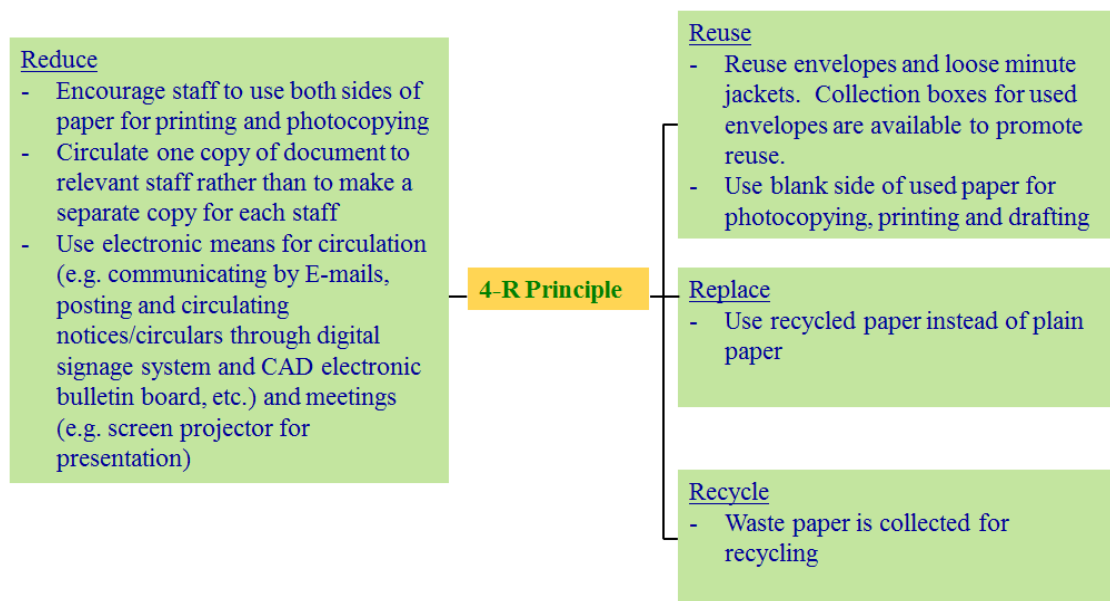 Reduce
- Encourage staff to use both sides of
paper for printing and photocopying
- Circulate one copy of document to
relevant staff rather than to make a
separate copy for each staff
- Use electronic means for circulation
(e.g. communicating by E-mails,
posting and circulating
notices/circulars through digital
signage system and CAD electronic
bulletin board, etc.) and meetings
(e.g. screen projector for
presentation)
4-R Principle
Reuse
- Reuse envelopes and loose minute
jackets.  Collection boxes for used
envelopes are available to promote
reuse.
- Use blank side of used paper for
photocopying, printing and drafting
Replace
- Use recycled paper instead of plain
paper
Recycle
- Waste paper is collected for
recycling